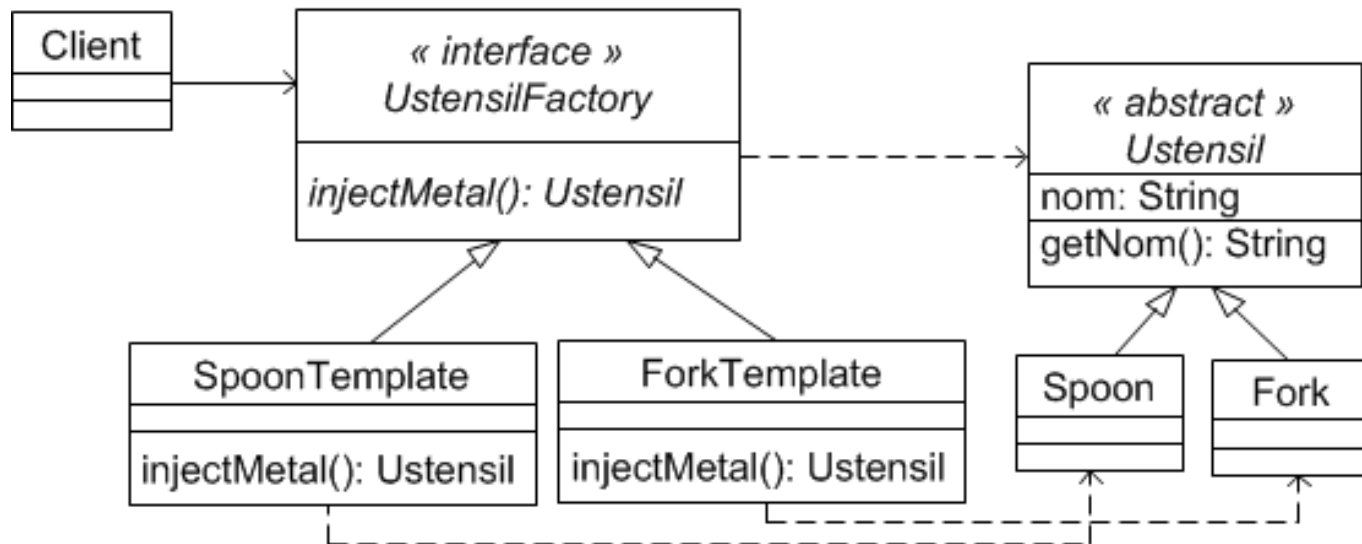 Client
« interface »
UstensilFactory
injectMetal(): Ustensil
« abstract »
Ustensil
nom: String
getNom(): String
SpoonTemplate
injectMetal(): Ustensil
ForkTemplate
injectMetal(): Ustensil
Spoon
Fork